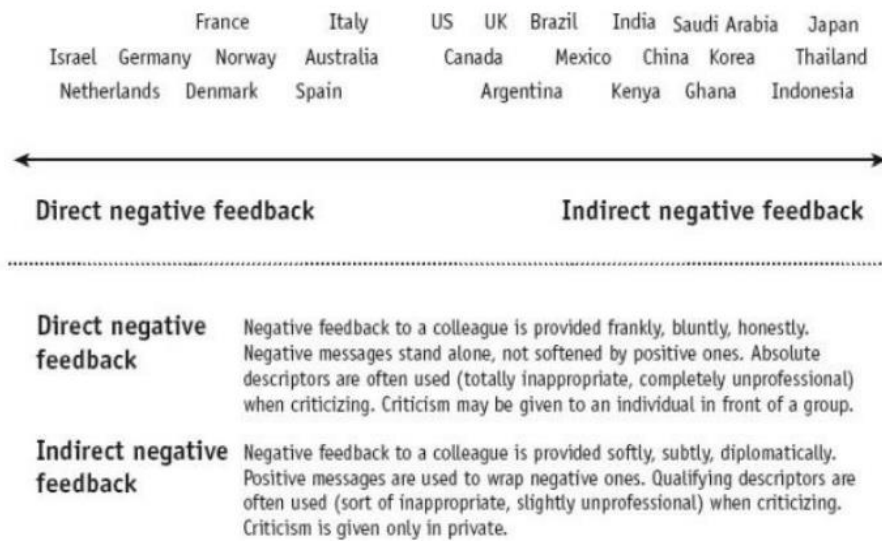 France Italy US UK Brazil India Saudi Arabia Japan
Israel Germany Norway Australia Canada Mexico China Korea Thailand
Netherlands Denmark Spain Argentina Kenya Ghana Indonesia
Direct negative feedback Indirect negative feedback
Direct negative feedback
Negative feedback to a colleague is provided frankly, bluntly, honestly.
Negative messages stand alone, not softened by positive ones. Absolute
descriptors are often used (totally inappropriate, completely unprofessional)
when criticizing. Criticism may be given to an individual in front of a group.
Indirect negative feedback
Negative feedback to a colleague is provided softly, subtly, diplomatically.
Positive messages are used to wrap negative ones. Qualifying descriptors are
often used (sort of inappropriate, slightly unprofessional) when criticizing.
Criticism is given only in private.